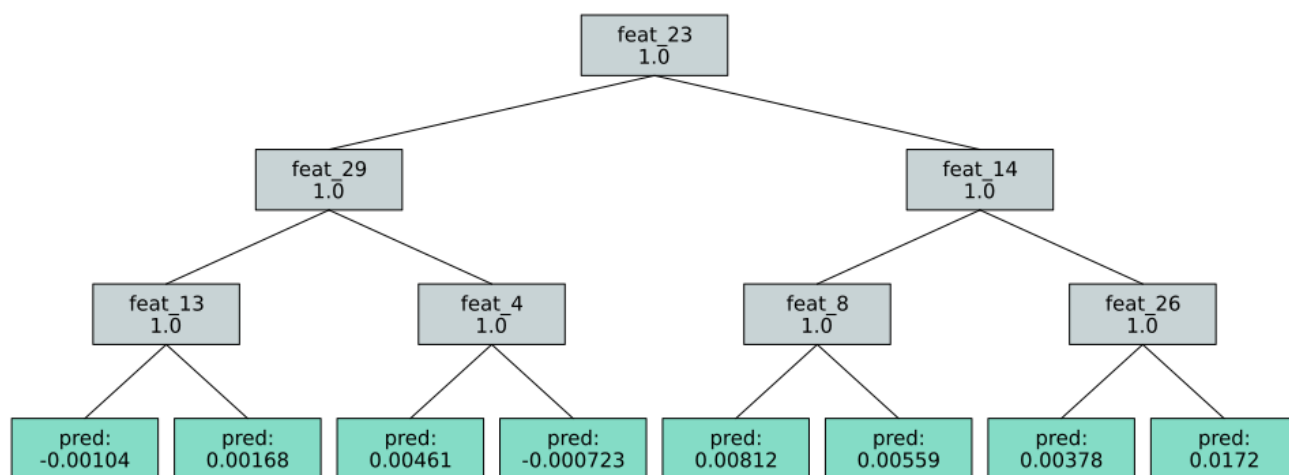 feat_23
1.0
feat_29
1.0
feat_14
1.0
feat_13
1.0
feat_4
1.0
feat_8
1.0
feat_26
1.0
pred:
-0.00104
pred:
0.00168
pred:
0.00461
pred:
-0.000723
pred:
0.00812
pred:
0.00559
pred:
0.00378
pred:
0.0172